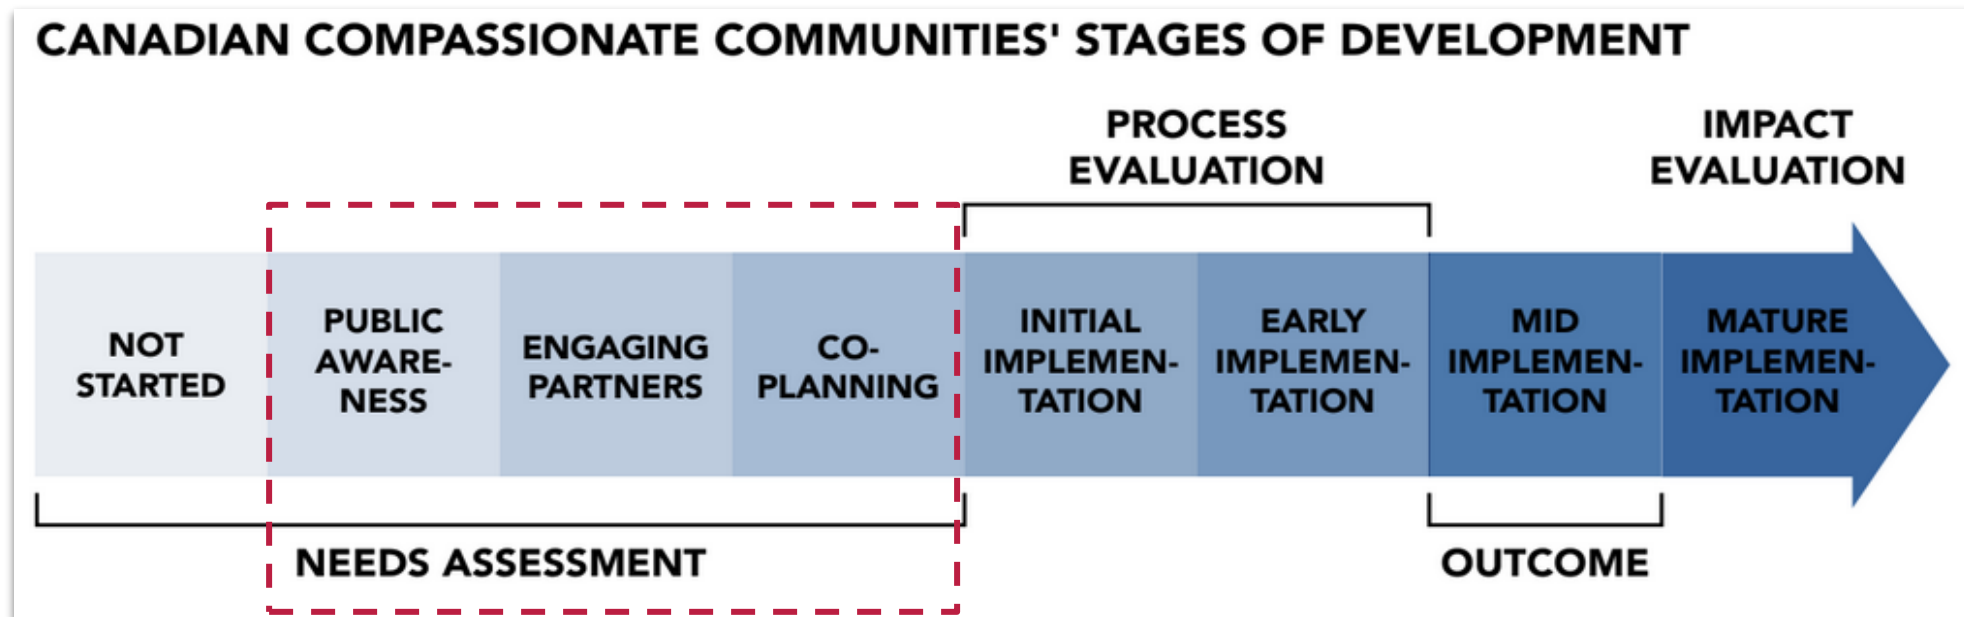 CANADIAN COMPASSIONATE COMMUNITIES' STAGES OF DEVELOPMENT
PROCESS
EVALUATION
IMPACT
EVALUATION
NOT
STARTED
PUBLIC
AWARE-
NESS
ENGAGING
PARTNERS
CO-
PLANNING
INITIAL
IMPLEMEN-
TATION
EARLY
IMPLEMEN-
TATION
MID
IMPLEMEN-
TATION
MATURE
IMPLEMEN-
TATION
NEEDS ASSESSMENT
OUTCOME